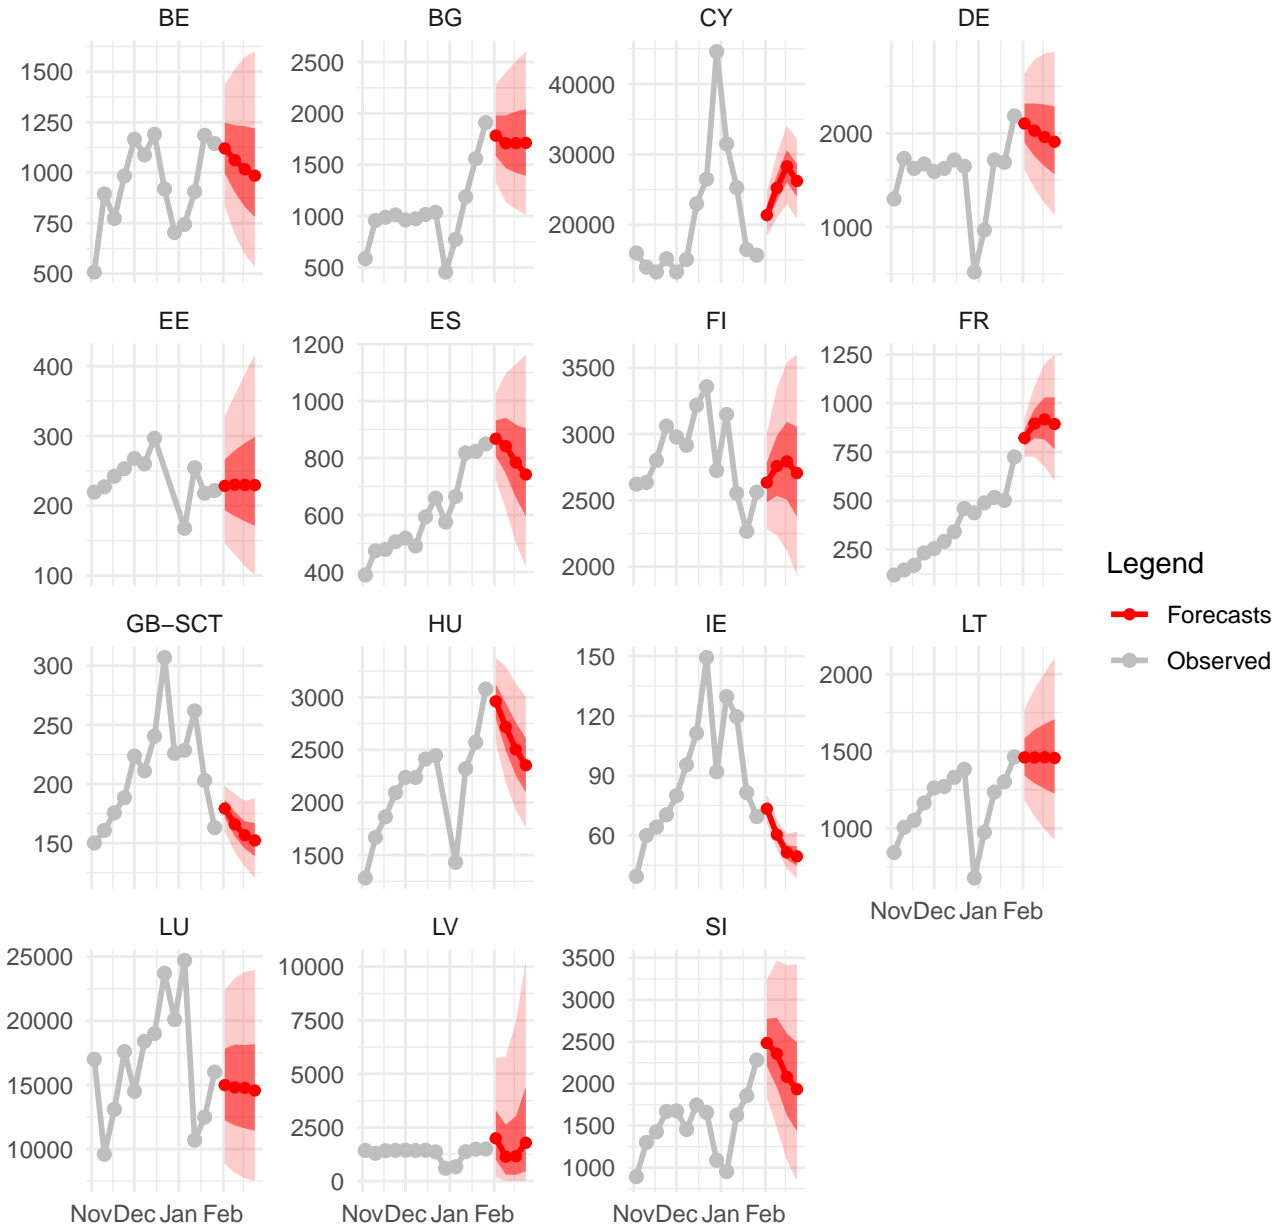 BE
BG
CY
DE
1500
1250
1000
750
500
2500
2000
1500
1000
500
40000
30000
20000
2000
1000
EE
ES
FI
FR
400
300
200
100
1200
1000
800
600
400
3500
3000
2500
2000
1250
1000
750
500
250
Legend
Forecasts
Observed
GB−SCT
HU
IE
LT
300
250
200
150
3000
2500
2000
1500
150
120
90
60
2000
1500
1000
Nov Dec Jan Feb
LU
LV
SI
25000
20000
15000
10000
10000
7500
5000
2500
0
3500
3000
2500
2000
1500
1000
Nov Dec Jan Feb
Nov Dec Jan Feb
Nov Dec Jan Feb